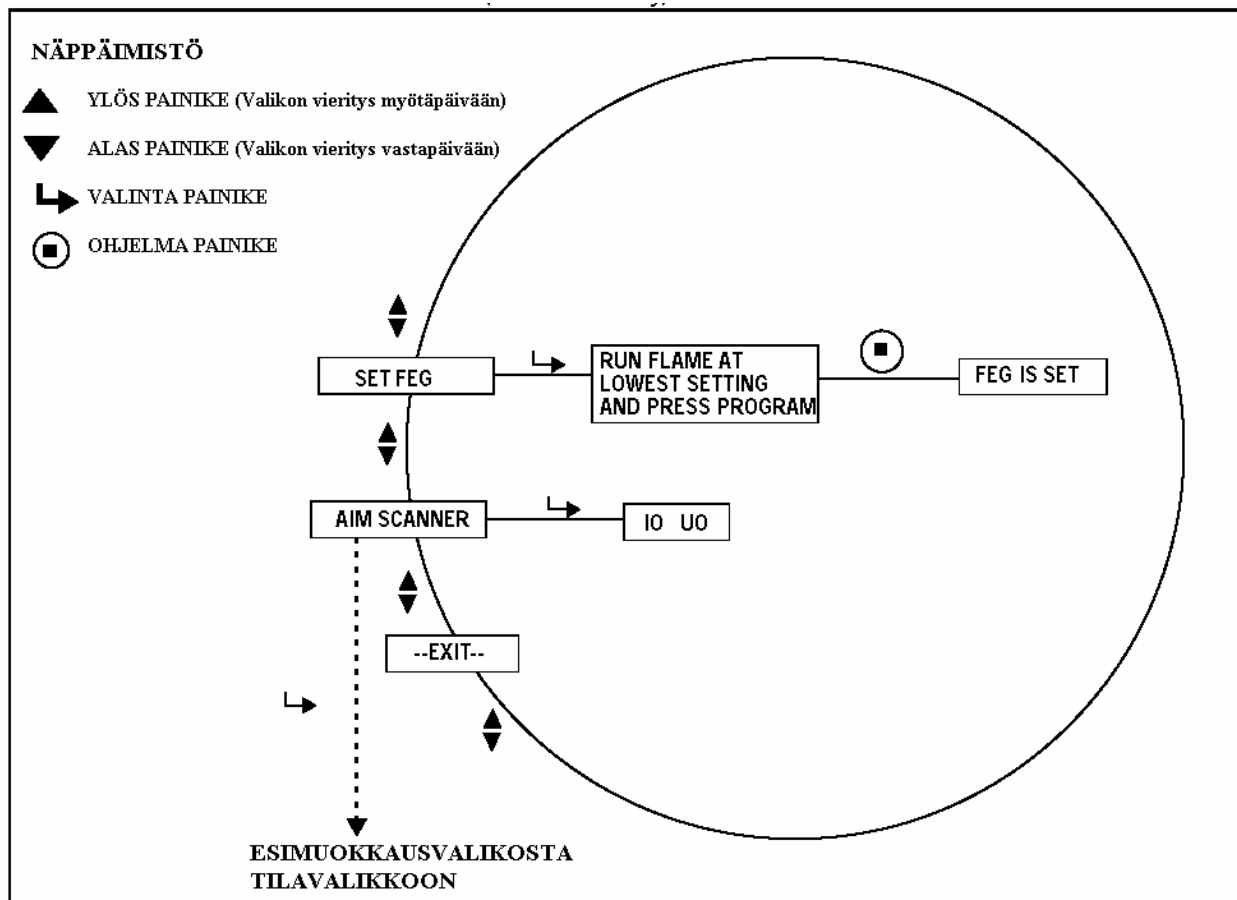 NÄPPÄIMISTÖ
YLÖS PAINIKE (Valikon vieritys myötäpäivään)
ALAS PAINIKE (Valikon vieritys vastapäivään)
VALINTA PAINIKE
OHJELMA PAINIKE
SET FEG
RUN FLAME AT
LOWEST SETTING
AND PRESS PROGRAM
FEG IS SET
AIM SCANNER
IO UO
--EXIT--
ESIMUOKKAUSVALIKOSTA
TILAVALIKKOON